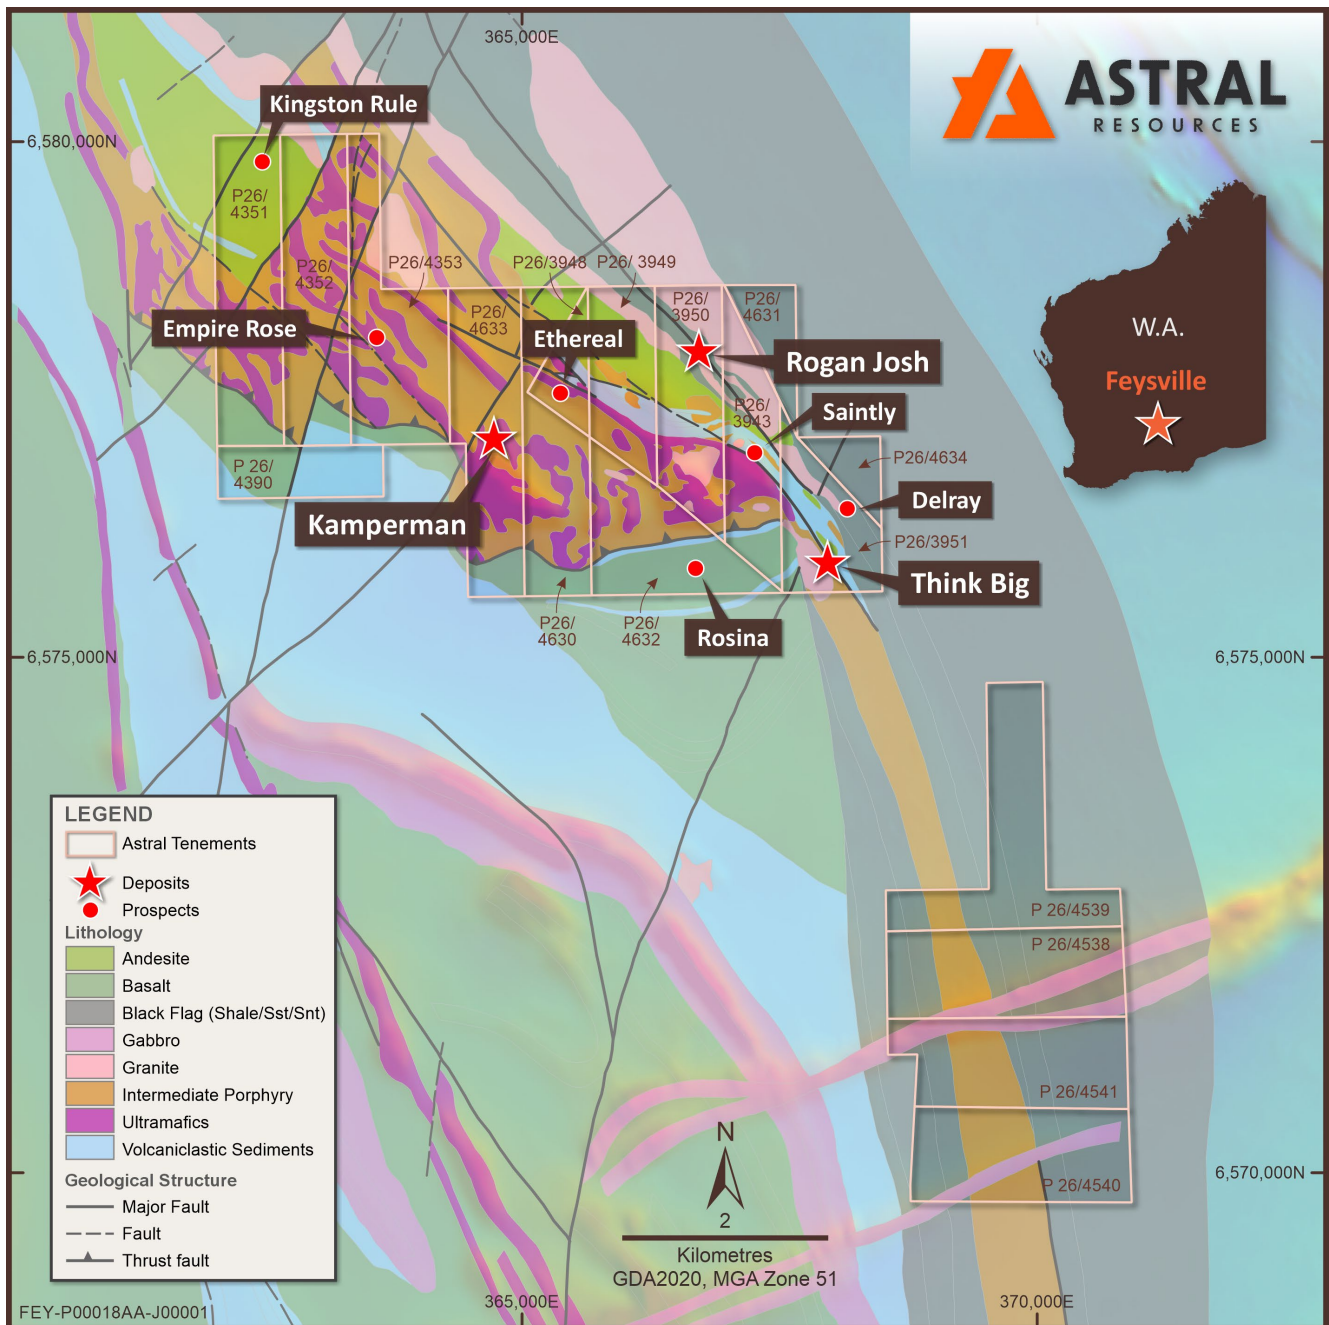 365,000E
ASTRAL
RESOURCES
Kingston Rule
6,580,000N
P26/
4351
W.A.
Feysville
P26/
4352
P26/4353
P26/3948
P26/ 3949
P26/
3950
P26/
4631
P26/
4633
Empire Rose
Ethereal
Rogan Josh
P26/
3943
Saintly
P26/4634
P 26/
4390
Delray
Kamperman
P26/3951
Think Big
P26/
4630
P26/
4632
Rosina
6,575,000N
6,575,000N
LEGEND
Astral Tenements
Deposits
Prospects
Lithology
Andesite
Basalt
Black Flag (Shale/Sst/Snt)
Gabbro
Granite
Intermediate Porphyry
Ultramafics
Volcaniclastic Sediments
Geological Structure
Major Fault
Fault
Thrust fault
P 26/4539
P 26/4538
P 26/4541
P 26/4540
N
2
Kilometres
GDA2020, MGA Zone 51
6,570,000N
365,000E
370,000E
FEY-P00018AA-J00001